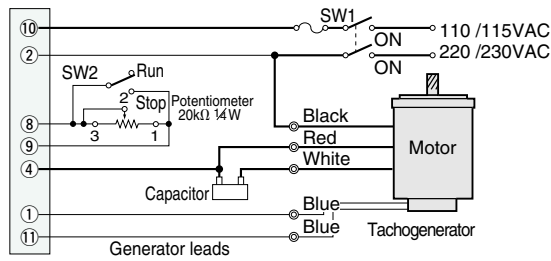 ⑩ SW1 110 /115VAC
② ON 220 /230VAC
ON
SW2 Run
2 Stop Potentiometer
20kΩ 1/4W
⑧ 3 1
⑨
④
Black
Red
White
Motor
Capacitor
① Blue
⑪ Blue
Tachogenerator
Generator leads